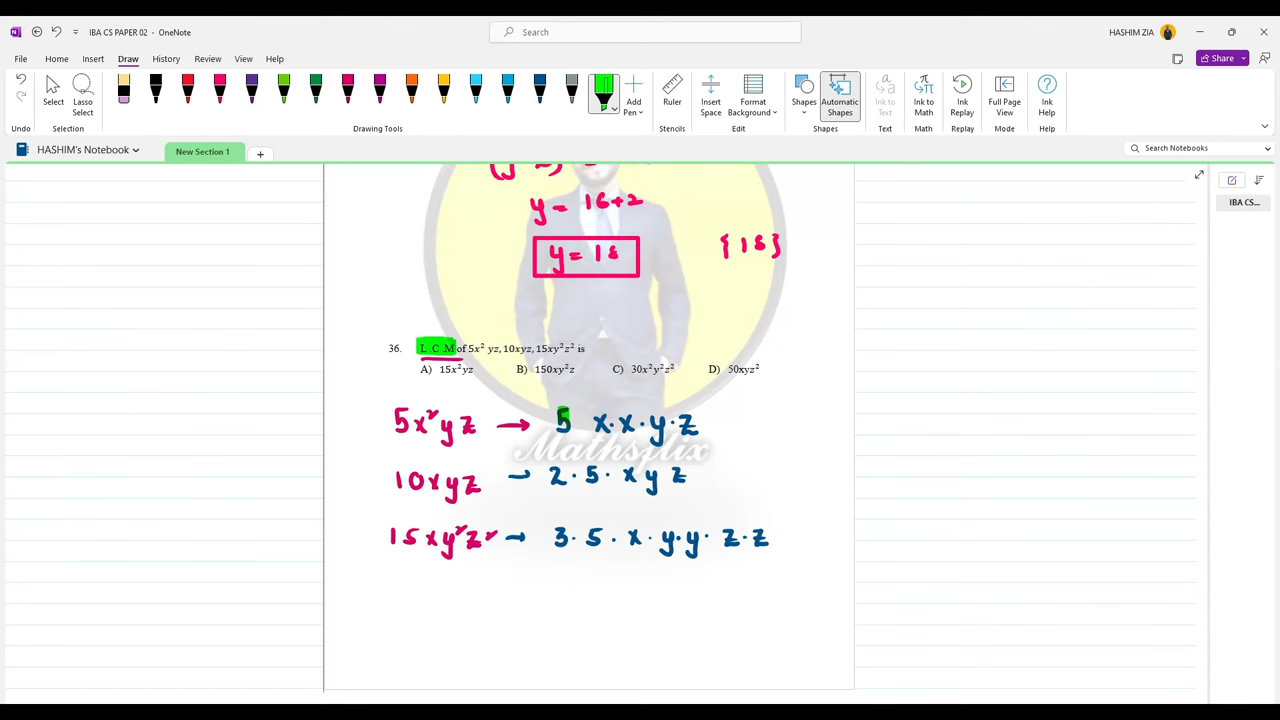 IBA CS PAPER 02 - OneNote
Search
HASHIM ZIA
File Home Insert Draw History Review View Help
Share
Select
Lasso Select
Add Pen
Ruler
Insert Space
Format Background
Shapes
Automatic Shapes
Ink to Text
Ink to Math
Ink Replay
Full Page View
Ink Help
Undo Selection Drawing Tools Stencils Edit Shapes Text Math Replay Mode Help
HASHIM's Notebook
New Section 1
+
Search Notebooks
IBA CS...
y = 16+2
y = 18
{18}
36. L C M of 5x² yz, 10xyz, 15xy²z² is
A) 15x²yz B) 150xy²z C) 30x²y²z² D) 50xyz²
5x²yz → 5 x·x·y·z
Mathsflix
10xyz → 2·5·xyz
15xy²z² → 3·5·x·y·y·z·z